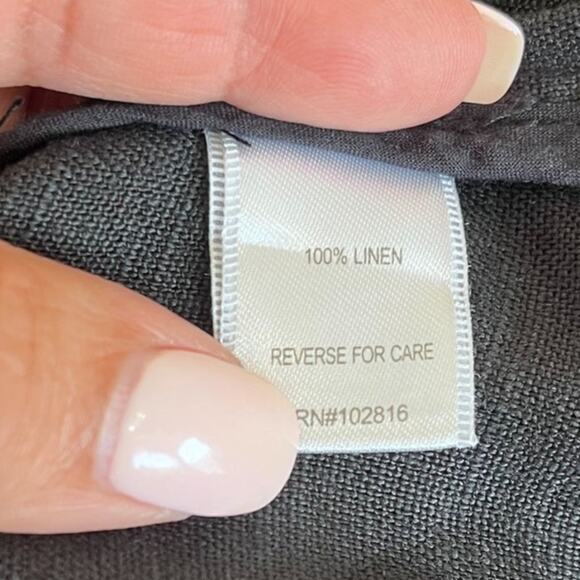 100% LINEN
REVERSE FOR CARE
RN#102816